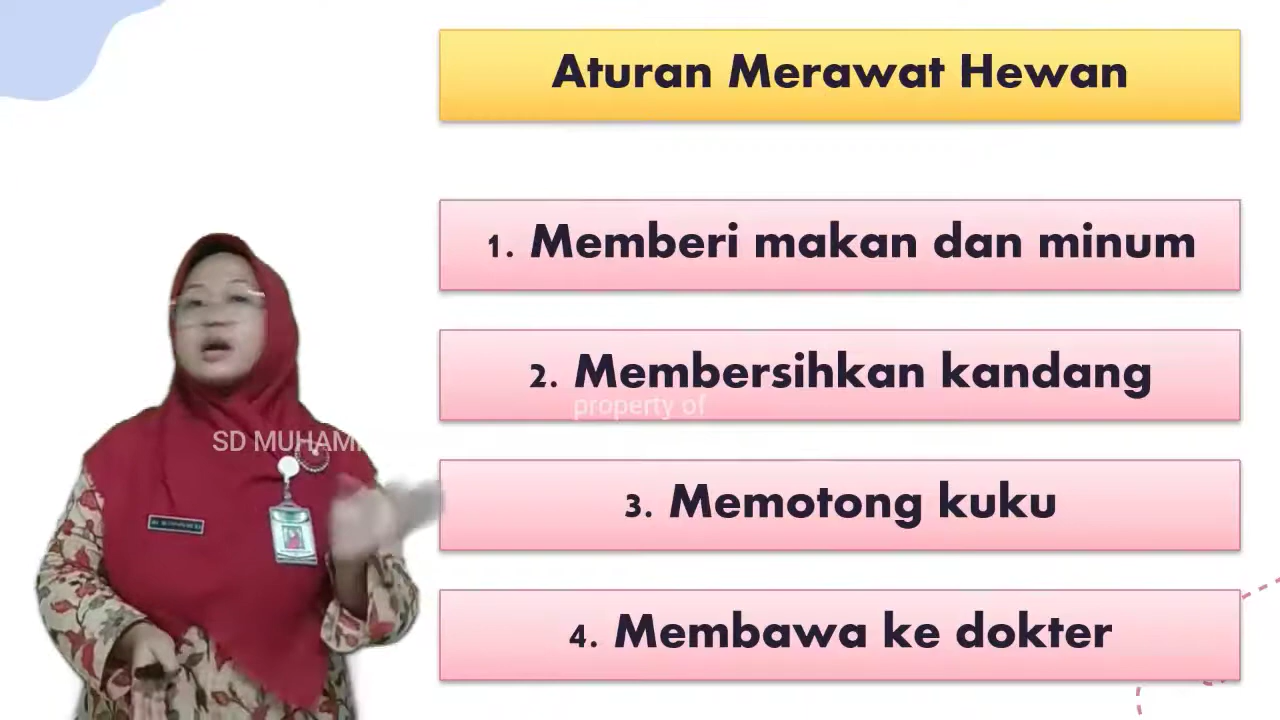 Aturan Merawat Hewan
1. Memberi makan dan minum
2. Membersihkan kandang
property of
SD MUHAMM
3. Memotong kuku
4. Membawa ke dokter